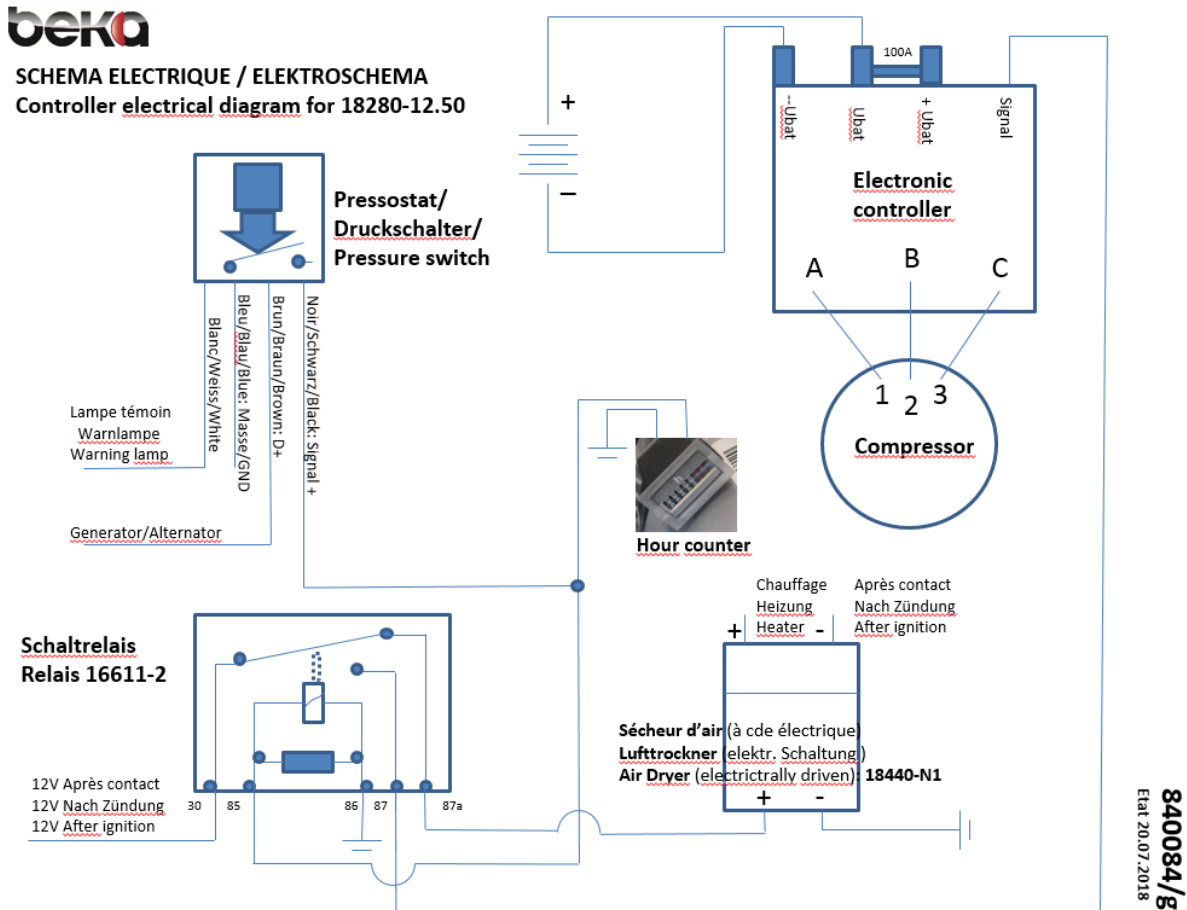 beka
SCHEMA ELECTRIQUE / ELEKTROSCHEMA
Controller electrical diagram for 18280-12.50
+
−
100A
--Ubat
Ubat
+ Ubat
Signal
Electronic
controller
A
B
C
1
2
3
Compressor
Pressostat/
Druckschalter/
Pressure switch
Blanc/Weiss/White
Bleu/Blau/Blue: Masse/GND
Brun/Braun/Brown: D+
Noir/Schwarz/Black: Signal +
Lampe témoin
Warnlampe
Warning lamp
Generator/Alternator
Hour counter
Schaltrelais
Relais 16611-2
12V Après contact
12V Nach Zündung
12V After ignition
30
85
86
87
87a
Chauffage
Heizung
Heater
+
-
Après contact
Nach Zündung
After ignition
Sécheur d’air (à cde électrique)
Lufttrockner (elektr. Schaltung )
Air Dryer (electrictrally driven): 18440-N1
+
-
840084/g
Etat 20.07.2018